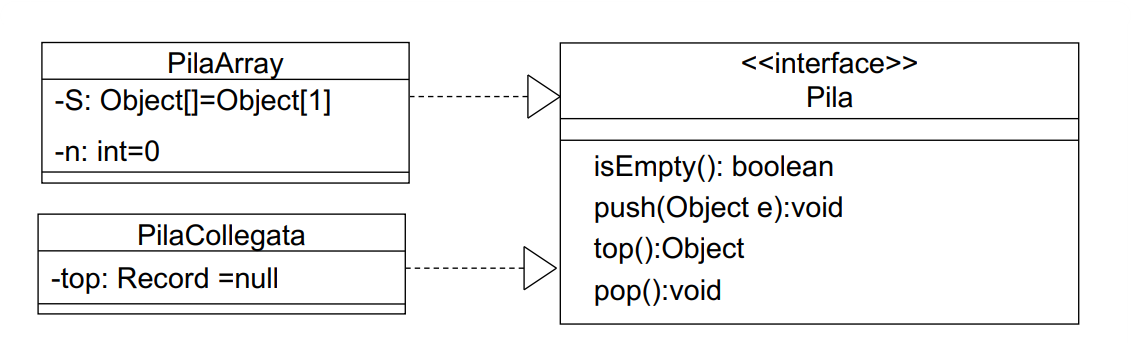 PilaArray
-S: Object[]=Object[1]
-n: int=0
PilaCollegata
-top: Record =null
<<interface>>
Pila
isEmpty(): boolean
push(Object e):void
top():Object
pop():void